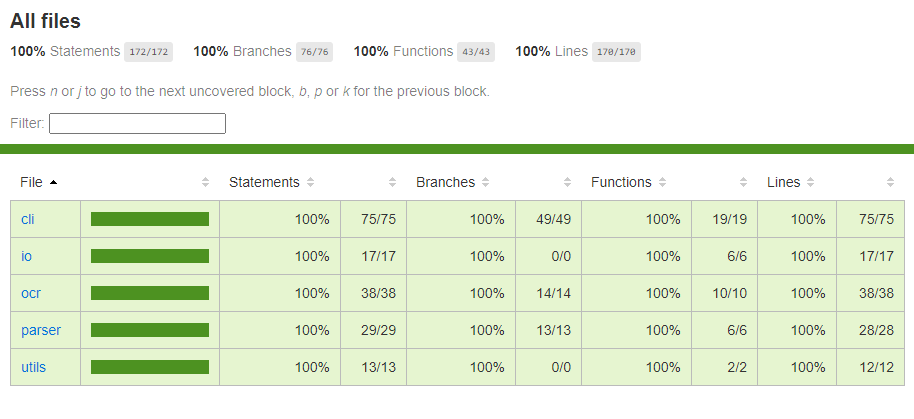 All files
100% Statements 172/172 100% Branches 76/76 100% Functions 43/43 100% Lines 170/170
Press n or j to go to the next uncovered block, b, p or k for the previous block.
Filter:
File Statements Branches Functions Lines
cli 100% 75/75 100% 49/49 100% 19/19 100% 75/75
io 100% 17/17 100% 0/0 100% 6/6 100% 17/17
ocr 100% 38/38 100% 14/14 100% 10/10 100% 38/38
parser 100% 29/29 100% 13/13 100% 6/6 100% 28/28
utils 100% 13/13 100% 0/0 100% 2/2 100% 12/12